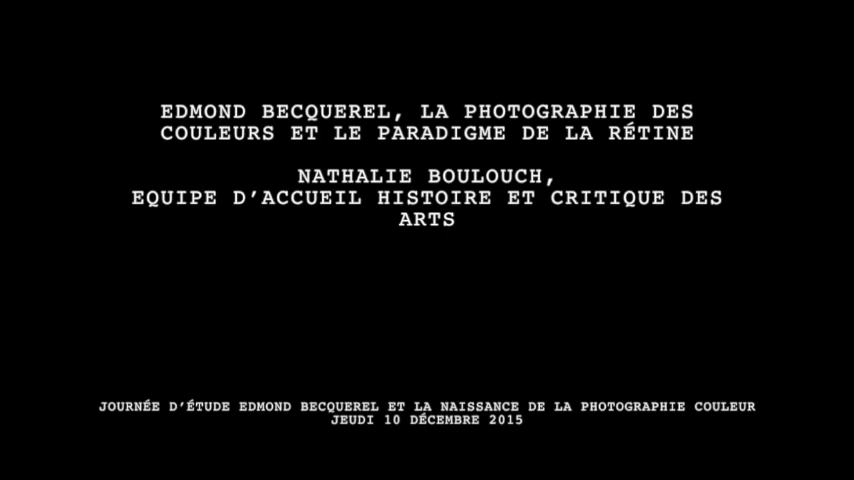 EDMOND BECQUEREL, LA PHOTOGRAPHIE DES
COULEURS ET LE PARADIGME DE LA RÉTINE
NATHALIE BOULOUCH,
EQUIPE D’ACCUEIL HISTOIRE ET CRITIQUE DES
ARTS
JOURNÉE D’ÉTUDE EDMOND BECQUEREL ET LA NAISSANCE DE LA PHOTOGRAPHIE COULEUR
JEUDI 10 DÉCEMBRE 2015